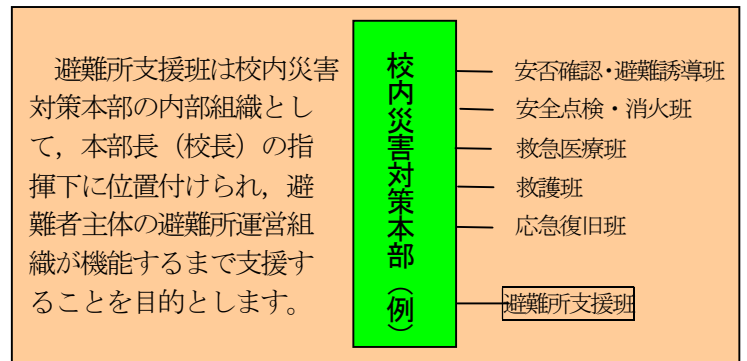 避難所支援班は校内災害
対策本部の内部組織とし
て，本部長（校長）の指
揮下に位置付けられ，避
難者主体の避難所運営組
織が機能するまで支援す
ることを目的とします。
校内災害対策本部（例）
安否確認・避難誘導班
安全点検・消火班
救急医療班
救護班
応急復旧班
避難所支援班